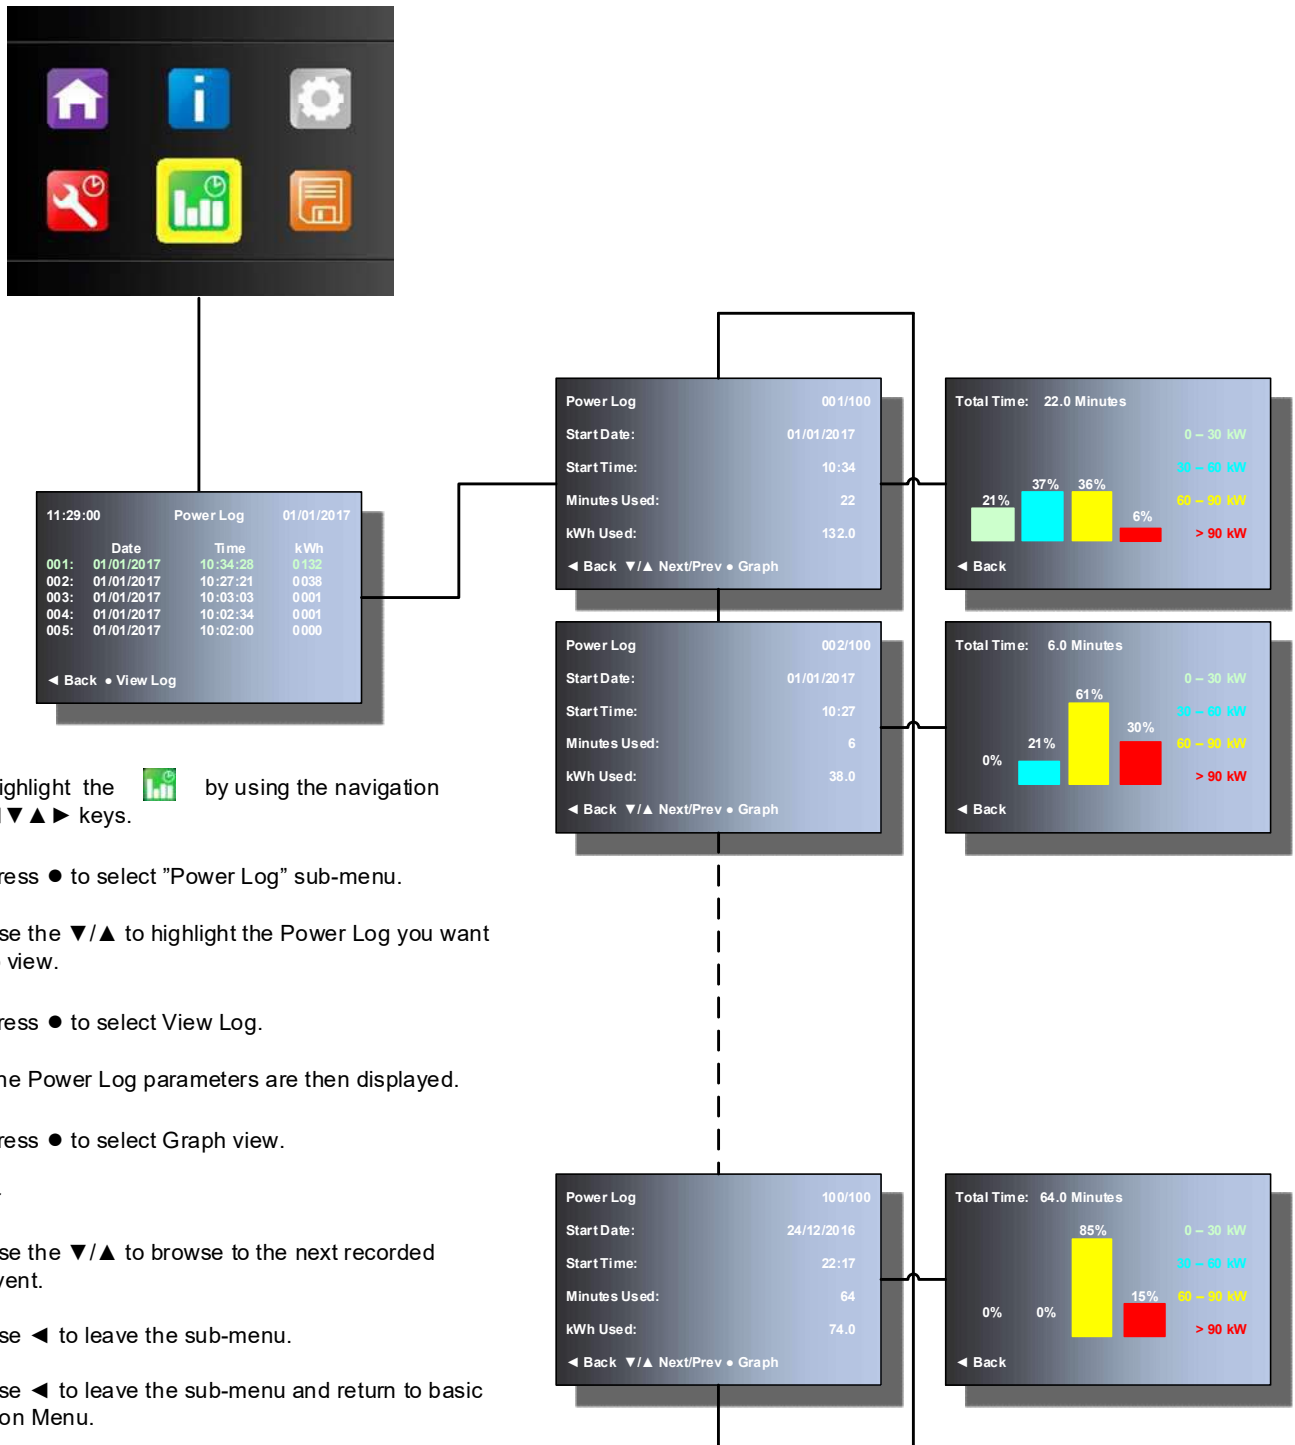 11:29:00 Power Log 01/01/2017
Date Time kWh
001: 01/01/2017 10:34:28 0132
002: 01/01/2017 10:27:21 0038
003: 01/01/2017 10:03:03 0001
004: 01/01/2017 10:02:34 0001
005: 01/01/2017 10:02:00 0000
◄ Back ● View Log
Power Log 001/100
Start Date: 01/01/2017
Start Time: 10:34
Minutes Used: 22
kWh Used: 132.0
◄ Back ▼/▲ Next/Prev ● Graph
Total Time: 22.0 Minutes
0 – 30 kW
30 – 60 kW
60 – 90 kW
> 90 kW
21% 37% 36% 6%
◄ Back
Power Log 002/100
Start Date: 01/01/2017
Start Time: 10:27
Minutes Used: 6
kWh Used: 38.0
◄ Back ▼/▲ Next/Prev ● Graph
Total Time: 6.0 Minutes
0 – 30 kW
30 – 60 kW
60 – 90 kW
> 90 kW
0% 21% 61% 30%
◄ Back
Power Log 100/100
Start Date: 24/12/2016
Start Time: 22:17
Minutes Used: 64
kWh Used: 74.0
◄ Back ▼/▲ Next/Prev ● Graph
Total Time: 64.0 Minutes
0 – 30 kW
30 – 60 kW
60 – 90 kW
> 90 kW
0% 0% 85% 15%
◄ Back
ighlight the by using the navigation
▼▲► keys.
ress ● to select ”Power Log” sub-menu.
se the ▼/▲ to highlight the Power Log you want
view.
ress ● to select View Log.
he Power Log parameters are then displayed.
ress ● to select Graph view.
se the ▼/▲ to browse to the next recorded
vent.
se ◄ to leave the sub-menu.
se ◄ to leave the sub-menu and return to basic
on Menu.